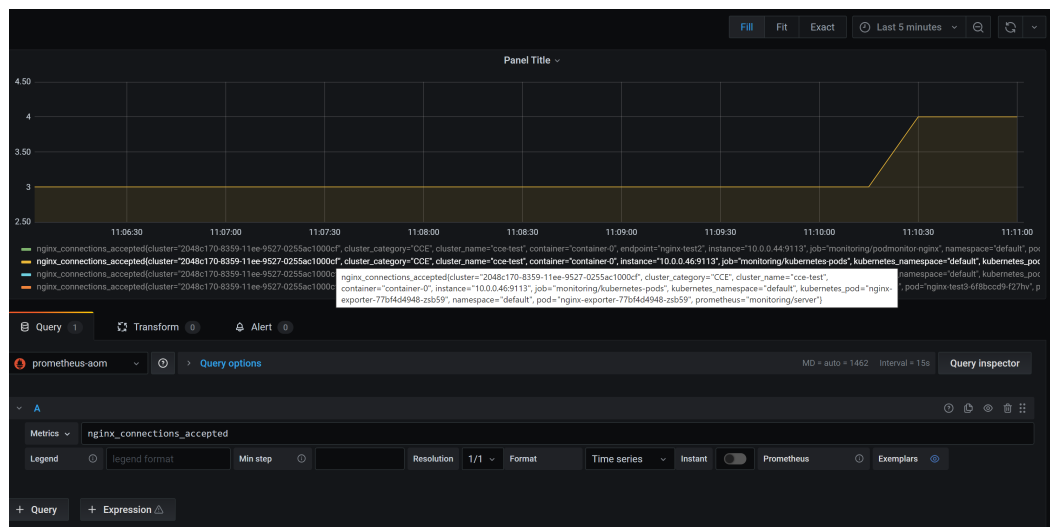 Fill Fit Exact Last 5 minutes
Panel Title
4.50
4
3.50
3
2.50
11:06:30 11:07:00 11:07:30 11:08:00 11:08:30 11:09:00 11:09:30 11:10:00 11:10:30 11:11:00
nginx_connections_accepted{cluster="2048c170-8359-11ee-9527-0255ac1000cf", cluster_category="CCE", cluster_name="cce-test", container="container-0", endpoint="nginx-test2", instance="10.0.0.44:9113", job="monitoring/podmonitor-nginx", namespace="default", poc
nginx_connections_accepted{cluster="2048c170-8359-11ee-9527-0255ac1000cf", cluster_category="CCE", cluster_name="cce-test", container="container-0", instance="10.0.0.46:9113", job="monitoring/kubernetes-pods", kubernetes_namespace="default", kubernetes_poc
nginx_connections_accepted{cluster="2048c170-8359-11ee-9527-0255ac1000c namespace="default", kubernetes_poc
nginx_connections_accepted{cluster="2048c170-8359-11ee-9527-0255ac1000c , pod="nginx-test3-6f8bccd9-f27hv", p
nginx_connections_accepted{cluster="2048c170-8359-11ee-9527-0255ac1000cf", cluster_category="CCE", cluster_name="cce-test",
container="container-0", instance="10.0.0.46:9113", job="monitoring/kubernetes-pods", kubernetes_namespace="default", kubernetes_pod="nginx-
exporter-77bf4d4948-zsb59", namespace="default", pod="nginx-exporter-77bf4d4948-zsb59", prometheus="monitoring/server"}
Query 1 Transform 0 Alert 0
prometheus-aom Query options MD = auto = 1462 Interval = 15s Query inspector
A
Metrics nginx_connections_accepted
Legend legend format Min step Resolution 1/1 Format Time series Instant Prometheus Exemplars
+ Query + Expression